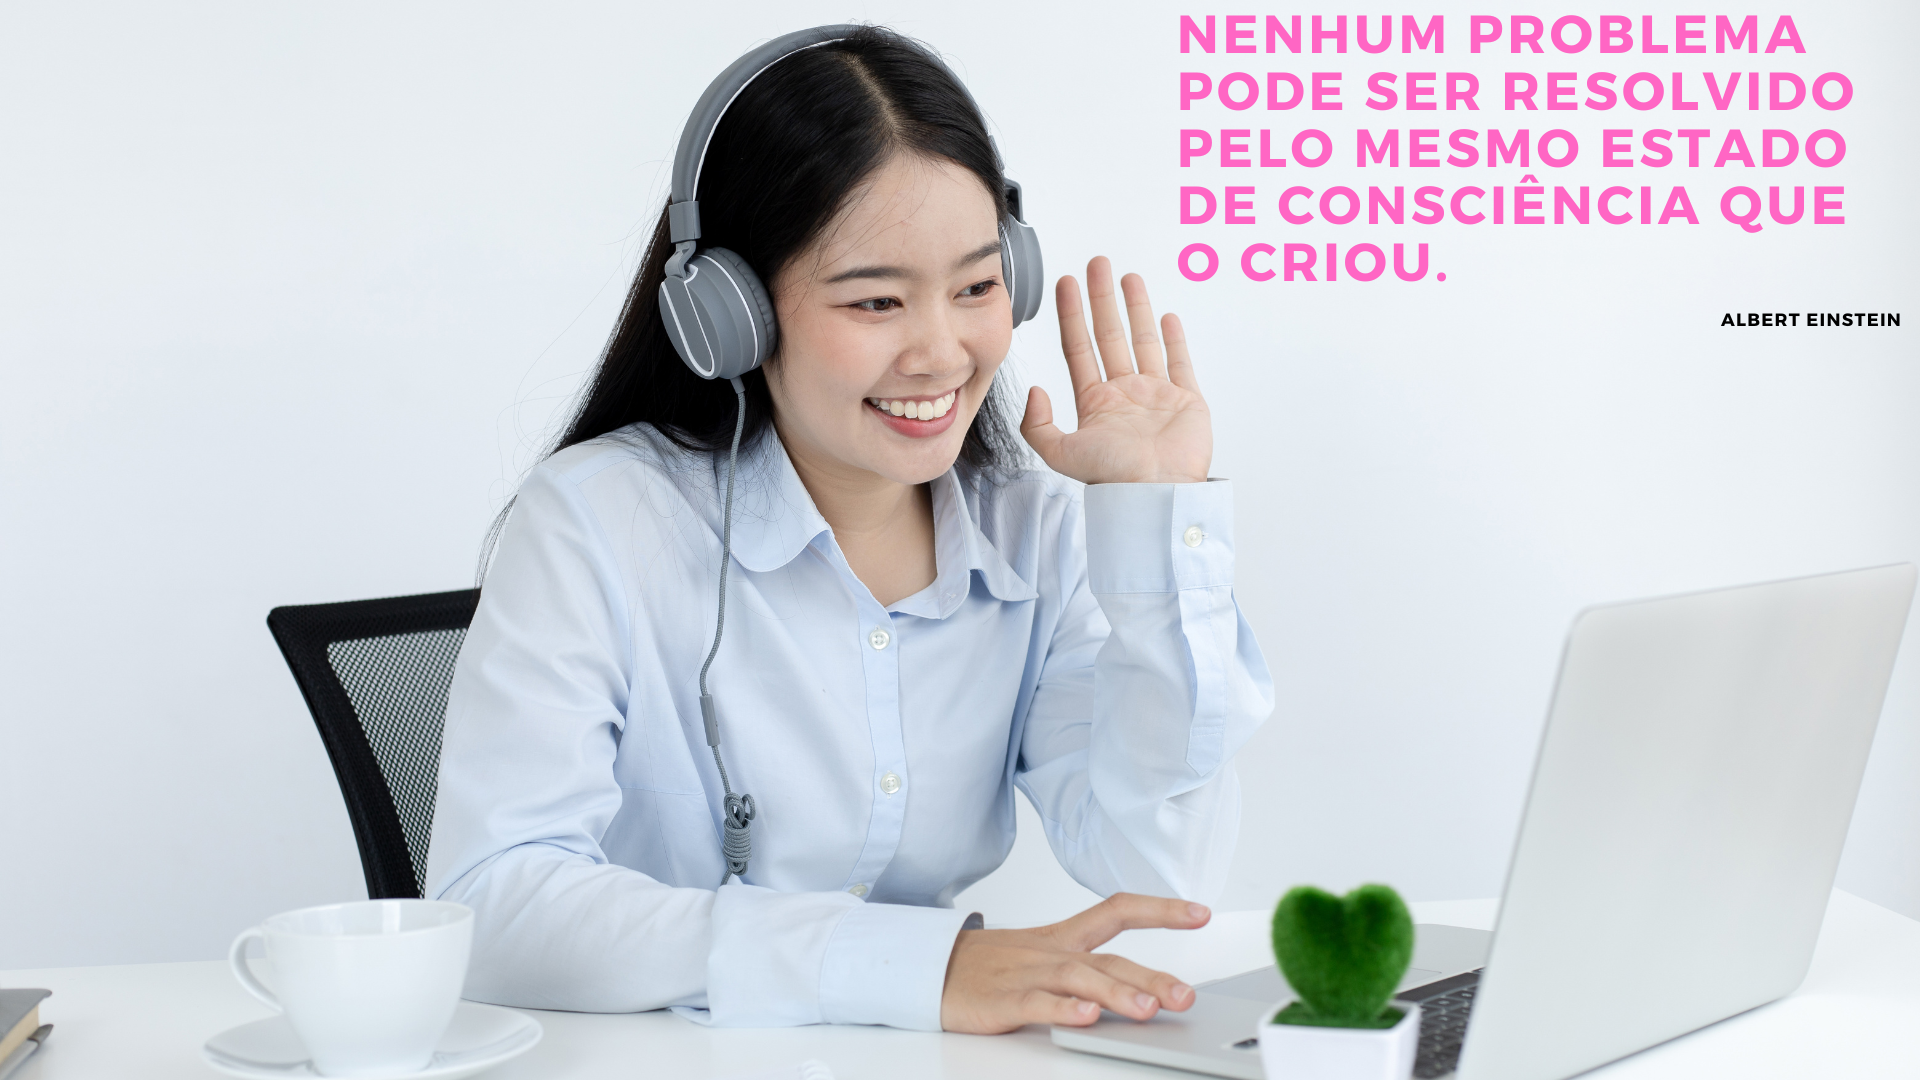 NENHUM PROBLEMA
PODE SER RESOLVIDO
PELO MESMO ESTADO
DE CONSCIÊNCIA QUE
O CRIOU.
ALBERT EINSTEIN